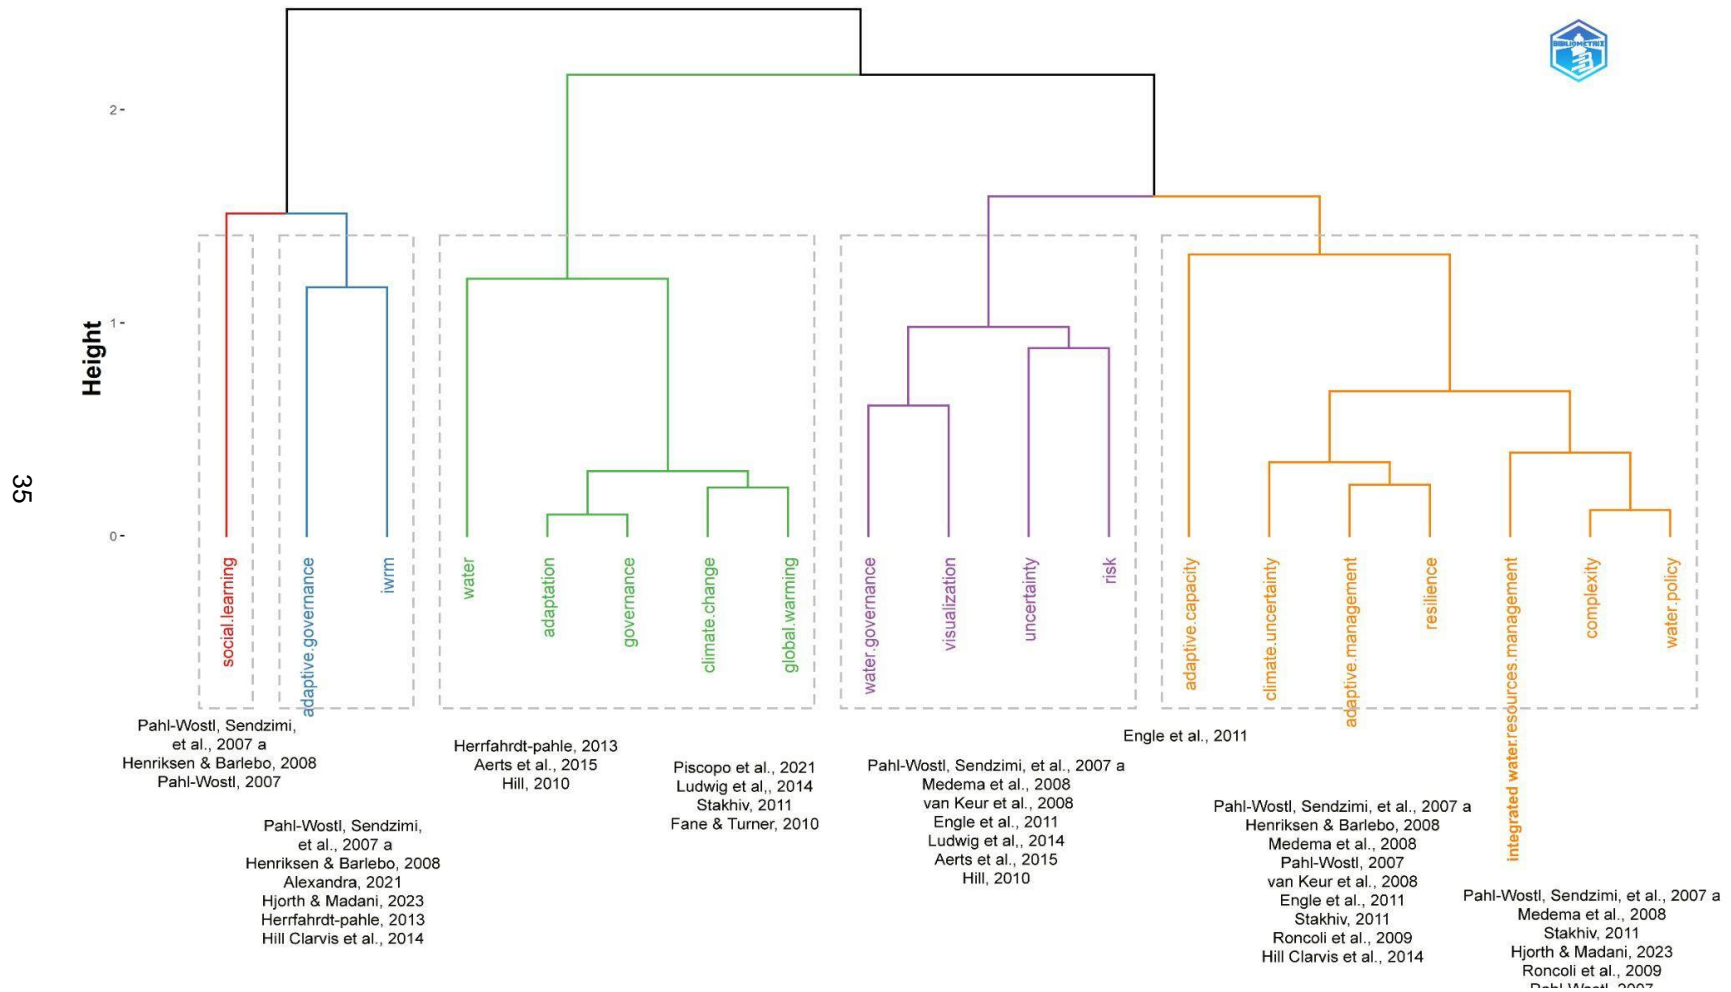 BIBLIOMETRIX
2
1
0
Height
35
social.learning
adaptive.governance
iwrm
water
adaptation
governance
climate.change
global.warming
water.governance
visualization
uncertainty
risk
adaptive.capacity
climate.uncertainty
adaptive.management
resilience
integrated water.resources.management
complexity
water.policy
Pahl-Wostl, Sendzimi,
et al., 2007 a
Henriksen & Barlebo, 2008
Pahl-Wostl, 2007
Pahl-Wostl, Sendzimi,
et al., 2007 a
Henriksen & Barlebo, 2008
Alexandra, 2021
Hjorth & Madani, 2023
Herrfahrdt-pahle, 2013
Hill Clarvis et al., 2014
Herrfahrdt-pahle, 2013
Aerts et al., 2015
Hill, 2010
Piscopo et al., 2021
Ludwig et al,, 2014
Stakhiv, 2011
Fane & Turner, 2010
Pahl-Wostl, Sendzimi, et al., 2007 a
Medema et al., 2008
van Keur et al., 2008
Engle et al., 2011
Ludwig et al,, 2014
Aerts et al., 2015
Hill, 2010
Engle et al., 2011
Pahl-Wostl, Sendzimi, et al., 2007 a
Henriksen & Barlebo, 2008
Medema et al., 2008
Pahl-Wostl, 2007
van Keur et al., 2008
Engle et al., 2011
Stakhiv, 2011
Roncoli et al., 2009
Hill Clarvis et al., 2014
Pahl-Wostl, Sendzimi, et al., 2007 a
Medema et al., 2008
Stakhiv, 2011
Hjorth & Madani, 2023
Roncoli et al., 2009
Pahl-Wostl, 2007